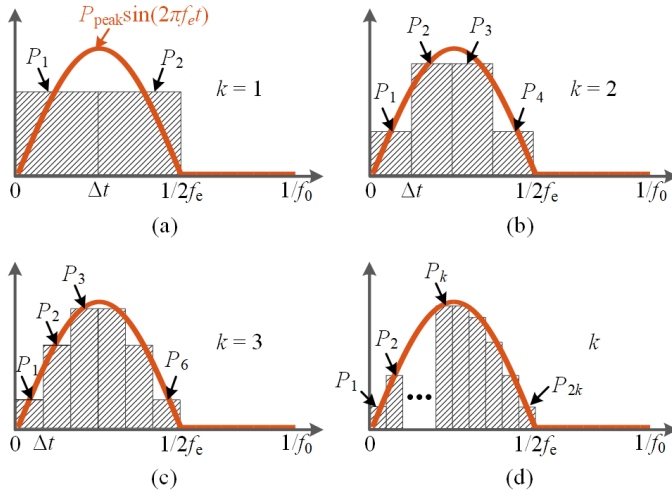 P_peak sin(2πf_e t)
P_1
P_2
k = 1
0
Δt
1/2f_e
1/f_0
(a)
P_2
P_3
P_1
P_4
k = 2
0
Δt
1/2f_e
1/f_0
(b)
P_3
P_2
P_1
P_6
k = 3
0
Δt
1/2f_e
1/f_0
(c)
P_k
P_2
P_1
P_2k
k
0
1/2f_e
1/f_0
(d)